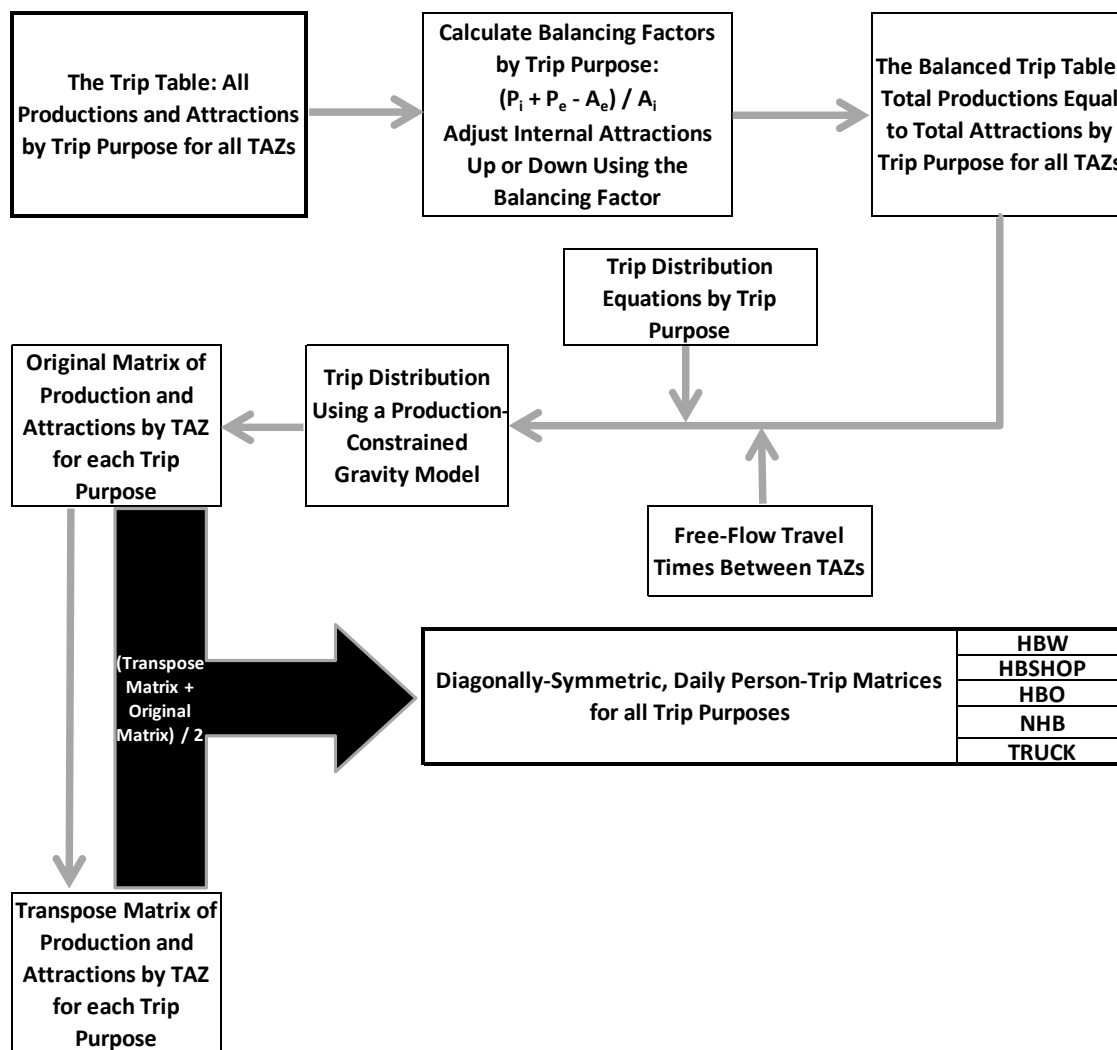 The Trip Table: All
Productions and Attractions
by Trip Purpose for all TAZs
Calculate Balancing Factors
by Trip Purpose:
(Pi + Pe - Ae) / Ai
Adjust Internal Attractions
Up or Down Using the
Balancing Factor
The Balanced Trip Table
Total Productions Equal
to Total Attractions by
Trip Purpose for all TAZs
Trip Distribution
Equations by Trip
Purpose
Original Matrix of
Production and
Attractions by TAZ
for each Trip
Purpose
Trip Distribution
Using a Production-
Constrained
Gravity Model
Free-Flow Travel
Times Between TAZs
(Transpose
Matrix +
Original
Matrix) / 2
Diagonally-Symmetric, Daily Person-Trip Matrices
for all Trip Purposes
HBW
HBSHOP
HBO
NHB
TRUCK
Transpose Matrix of
Production and
Attractions by TAZ
for each Trip
Purpose